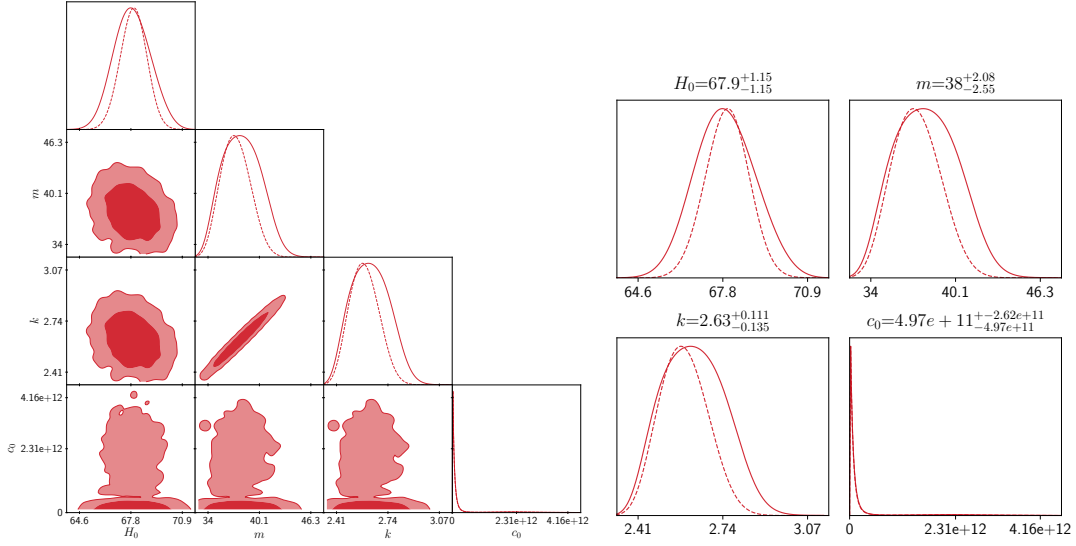 46.3
40.1
34
m
3.07
2.74
2.41
k
4.16e+12
2.31e+12
0
c₀
64.6 67.8 70.9
H₀
34 40.1 46.3
m
2.41 2.74 3.07
k
0 2.31e+12 4.16e+12
c₀
H₀=67.9+1.15−1.15
64.6 67.8 70.9
m=38+2.08−2.55
34 40.1 46.3
k=2.63+0.111−0.135
2.41 2.74 3.07
c₀=4.97e + 11+−2.62e+11−4.97e+11
0 2.31e+12 4.16e+12